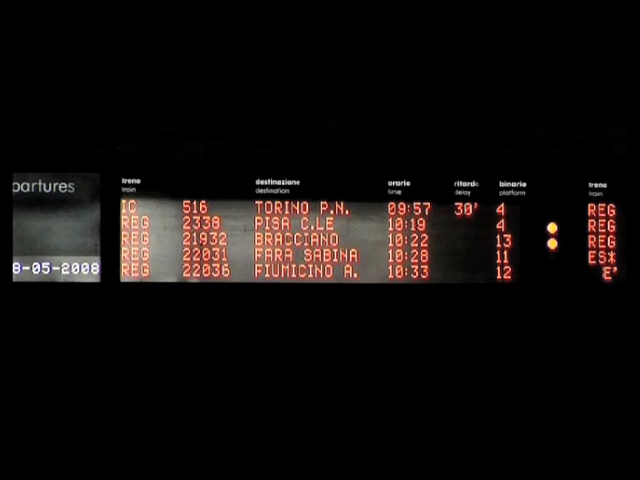 partures
treno destinazione orario ritardo binario treno
train destination time delay platform train
IC 516 TORINO P.N. 09:57 30' 4 REG
REG 2338 PISA C.LE 10:19 4 REG
REG 21932 BRACCIANO 10:22 13 REG
REG 22031 FARA SABINA 10:28 11 ES*
8-05-2008 REG 22036 FIUMICINO A. 10:33 12